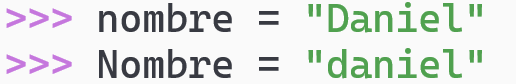 >>> nombre = "Daniel"
>>> Nombre = "daniel"